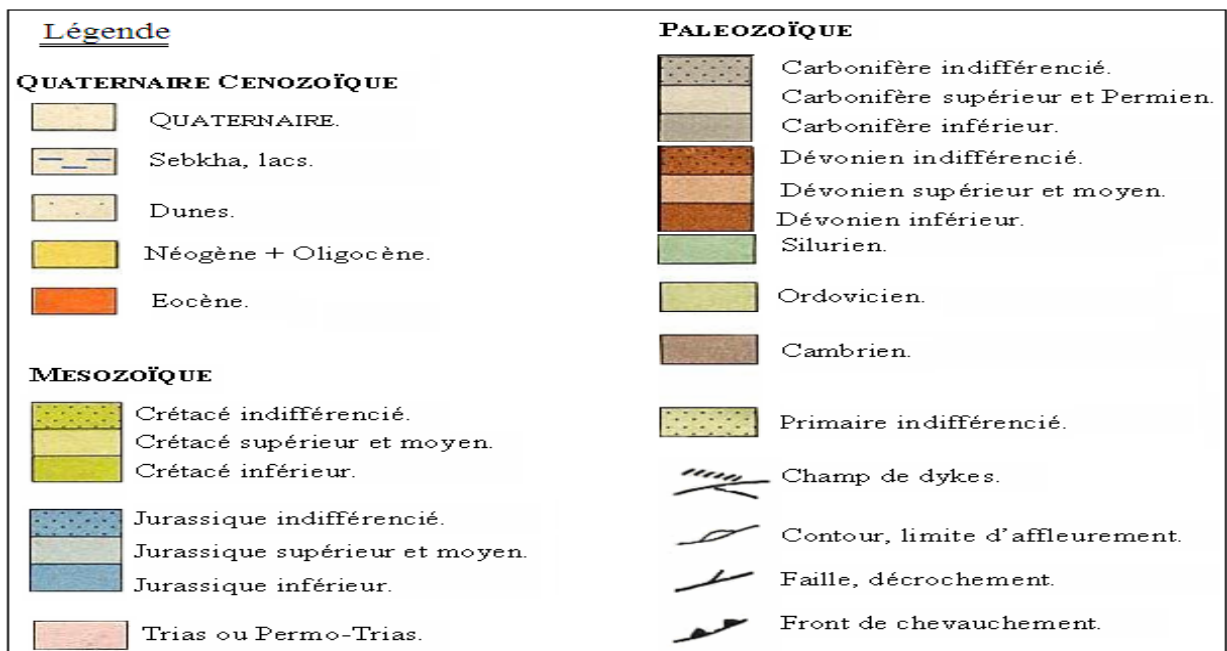 Légende
QUATERNAIRE CENOZOÏQUE
QUATERNAIRE.
Sebkha, lacs.
Dunes.
Néogène + Oligocène.
Eocène.
MESOZOÏQUE
Crétacé indifférencié.
Crétacé supérieur et moyen.
Crétacé inférieur.
Jurassique indifférencié.
Jurassique supérieur et moyen.
Jurassique inférieur.
Trias ou Permo-Trias.
PALEOZOÏQUE
Carbonifère indifférencié.
Carbonifère supérieur et Permien.
Carbonifère inférieur.
Dévonien indifférencié.
Dévonien supérieur et moyen.
Dévonien inférieur.
Silurien.
Ordovicien.
Cambrien.
Primaire indifférencié.
Champ de dykes.
Contour, limite d'affleurement.
Faille, décrochement.
Front de chevauchement.